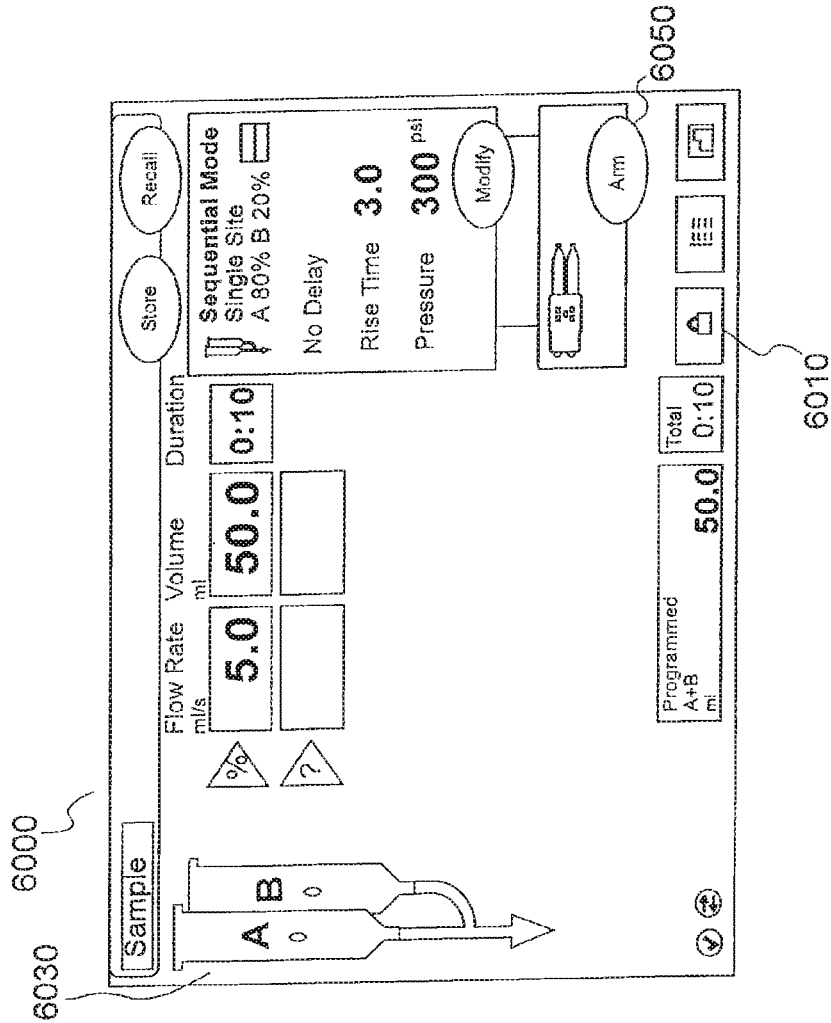 6000
6030
Sample
Store
Recall
A
B
0
0
Flow Rate
ml/s
Volume
ml
Duration
%
5.0
50.0
0:10
?
Sequential Mode
Single Site
A 80% B 20%
No Delay
Rise Time 3.0
Pressure 300 psi
Modify
Arm
6050
Programmed
A+B
ml
50.0
Total
0:10
6010